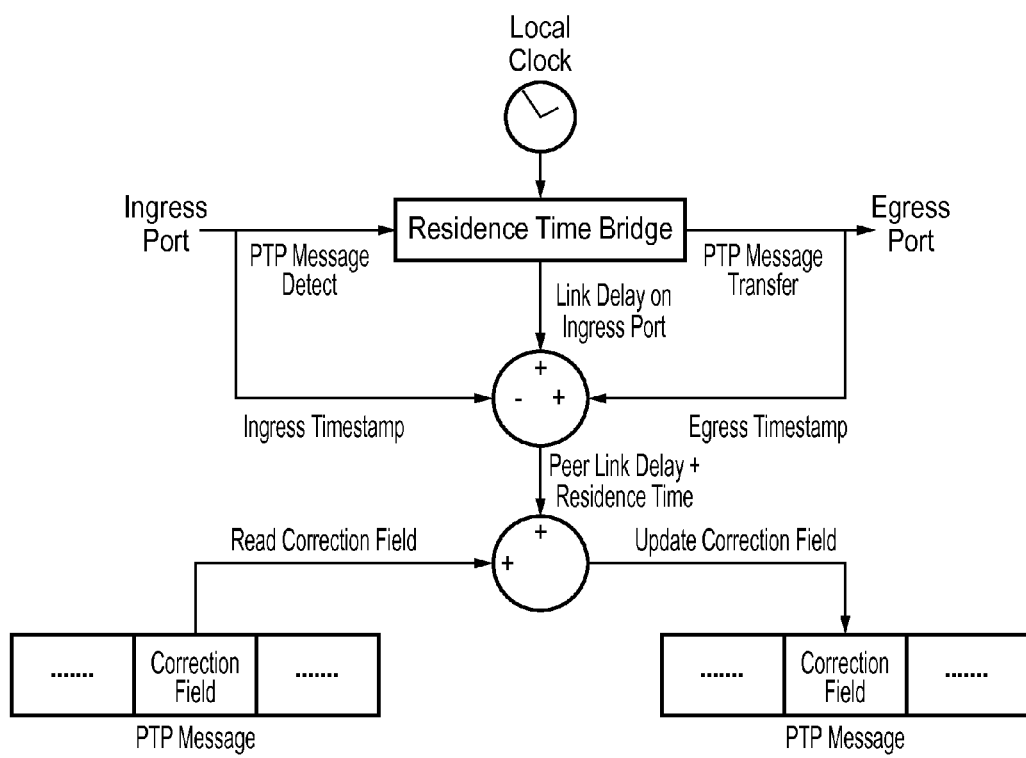 Local
Clock
Ingress
Port
Residence Time Bridge
Egress
Port
PTP Message
Detect
PTP Message
Transfer
Link Delay on
Ingress Port
+
- +
Ingress Timestamp
Egress Timestamp
Peer Link Delay +
Residence Time
Read Correction Field
+
+
Update Correction Field
.......
Correction
Field
.......
PTP Message
.......
Correction
Field
.......
PTP Message